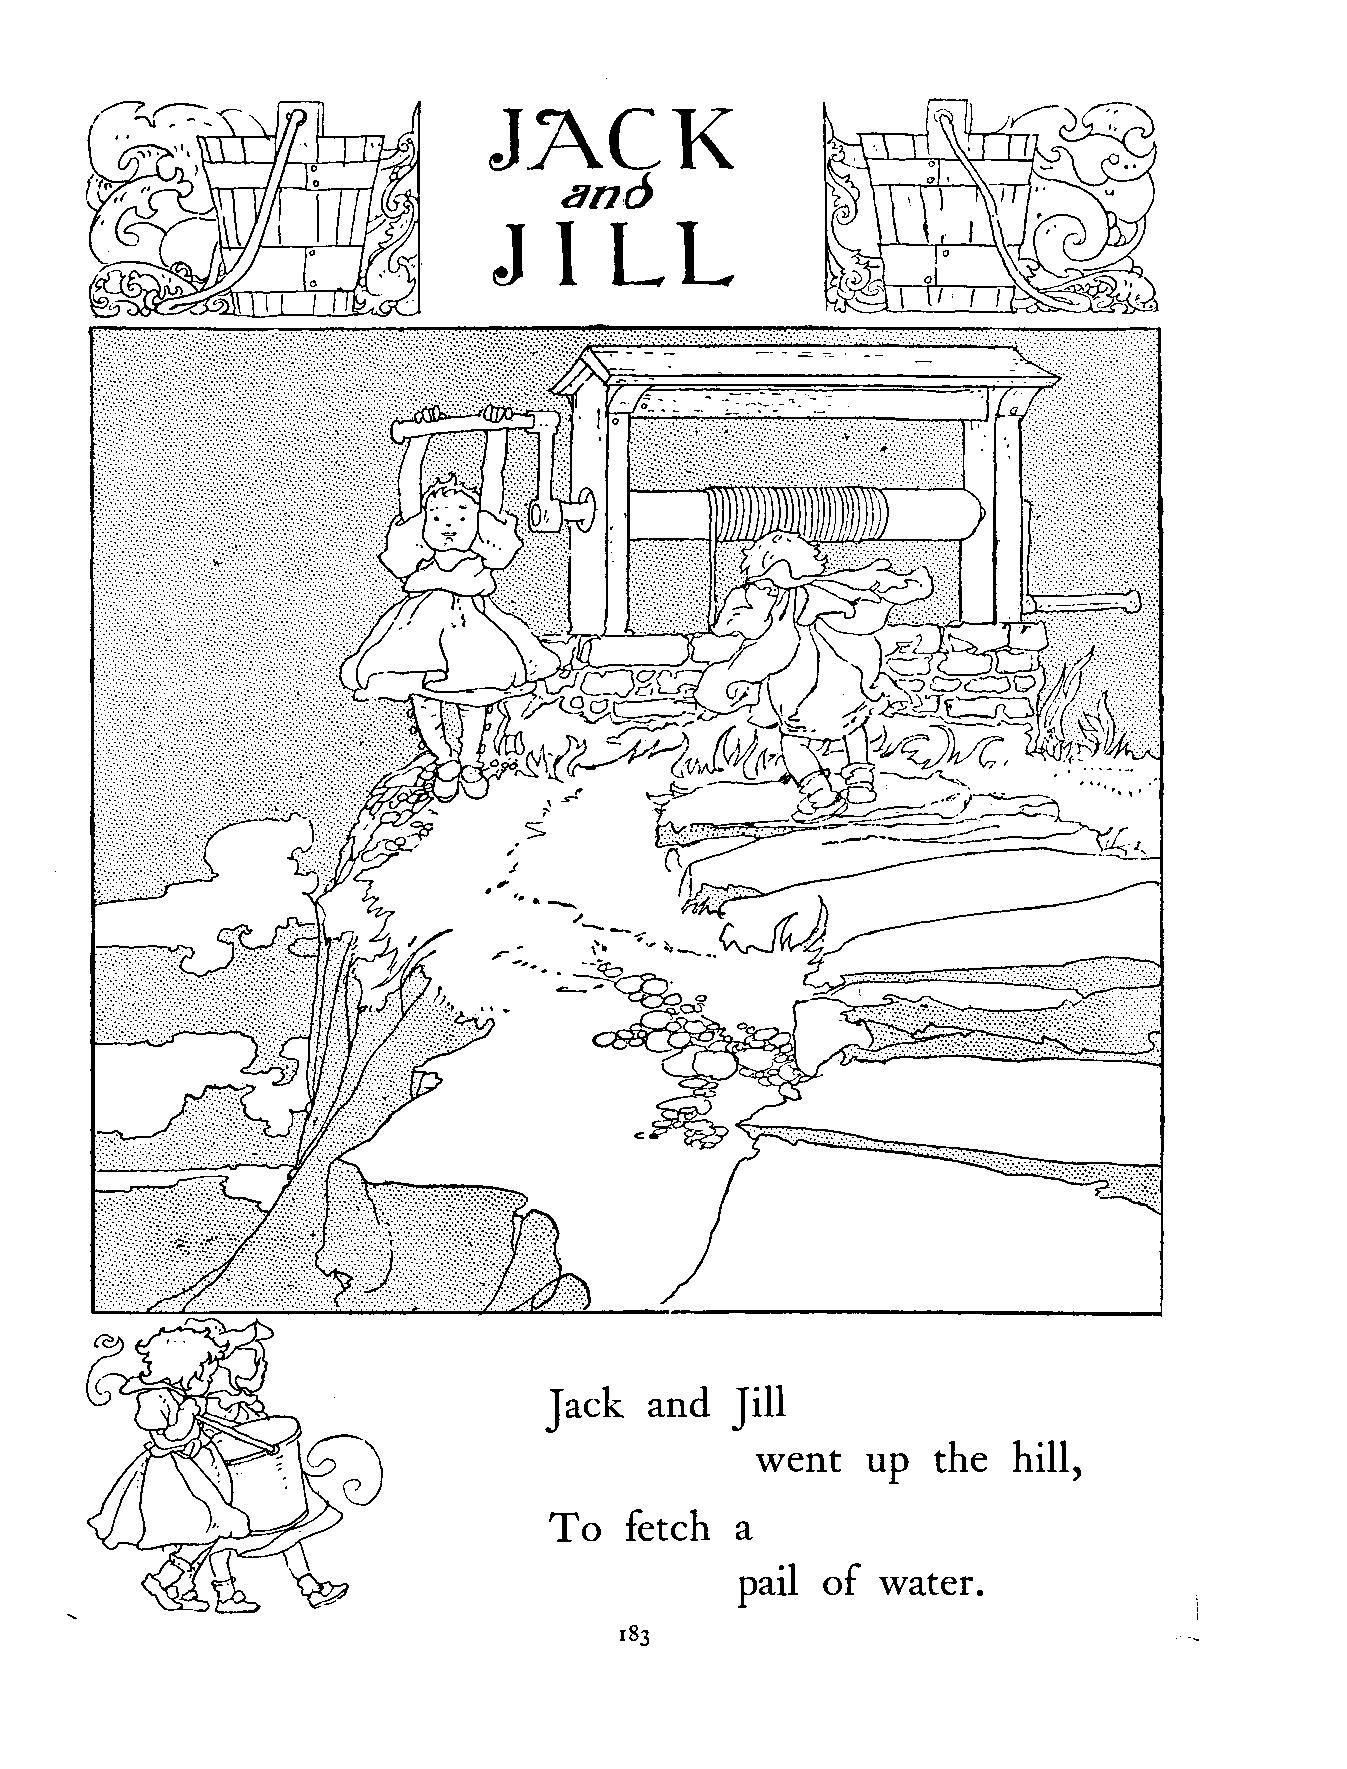 JACK
and
JILL
Jack and Jill
went up the hill,
To fetch a
pail of water.
183